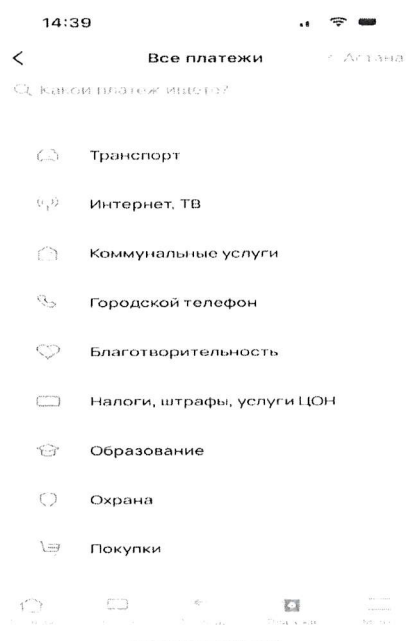 14:39
Все платежи
Астана
Какой платеж ищете?
Транспорт
Интернет, ТВ
Коммунальные услуги
Городской телефон
Благотворительность
Налоги, штрафы, услуги ЦОН
Образование
Охрана
Покупки